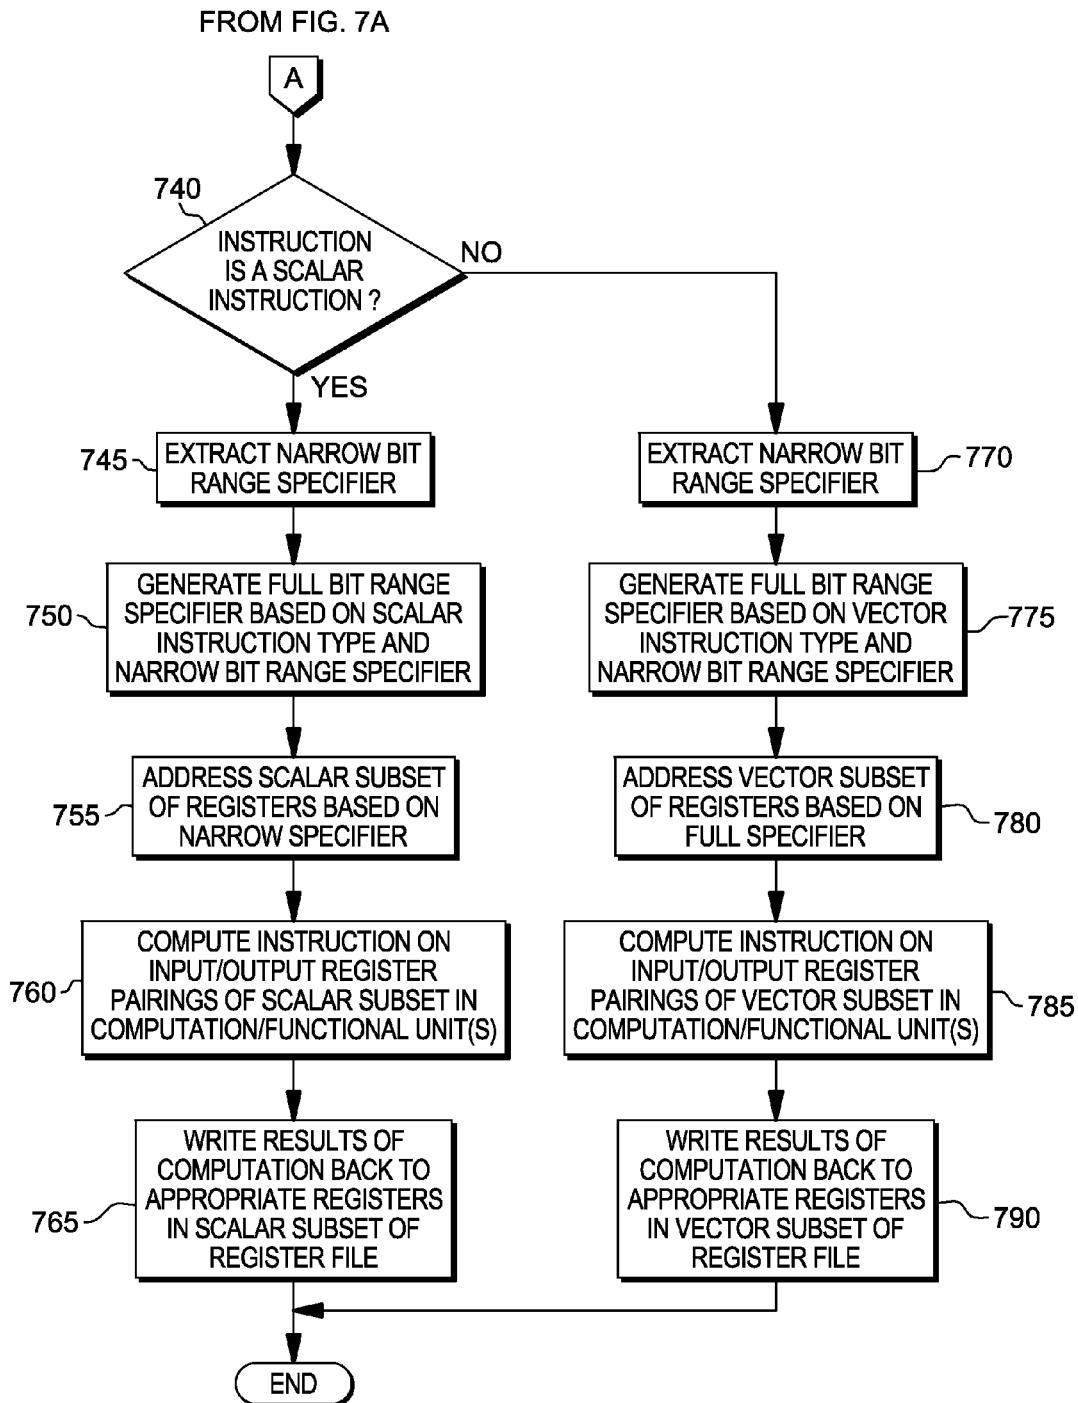 FROM FIG. 7A
A
740
INSTRUCTION
IS A SCALAR
INSTRUCTION ?
NO
YES
745
EXTRACT NARROW BIT
RANGE SPECIFIER
EXTRACT NARROW BIT
RANGE SPECIFIER
770
750
GENERATE FULL BIT RANGE
SPECIFIER BASED ON SCALAR
INSTRUCTION TYPE AND
NARROW BIT RANGE SPECIFIER
GENERATE FULL BIT RANGE
SPECIFIER BASED ON VECTOR
INSTRUCTION TYPE AND
NARROW BIT RANGE SPECIFIER
775
755
ADDRESS SCALAR SUBSET
OF REGISTERS BASED ON
NARROW SPECIFIER
ADDRESS VECTOR SUBSET
OF REGISTERS BASED ON
FULL SPECIFIER
780
760
COMPUTE INSTRUCTION ON
INPUT/OUTPUT REGISTER
PAIRINGS OF SCALAR SUBSET IN
COMPUTATION/FUNCTIONAL UNIT(S)
COMPUTE INSTRUCTION ON
INPUT/OUTPUT REGISTER
PAIRINGS OF VECTOR SUBSET IN
COMPUTATION/FUNCTIONAL UNIT(S)
785
765
WRITE RESULTS OF
COMPUTATION BACK TO
APPROPRIATE REGISTERS
IN SCALAR SUBSET OF
REGISTER FILE
WRITE RESULTS OF
COMPUTATION BACK TO
APPROPRIATE REGISTERS
IN VECTOR SUBSET OF
REGISTER FILE
790
END